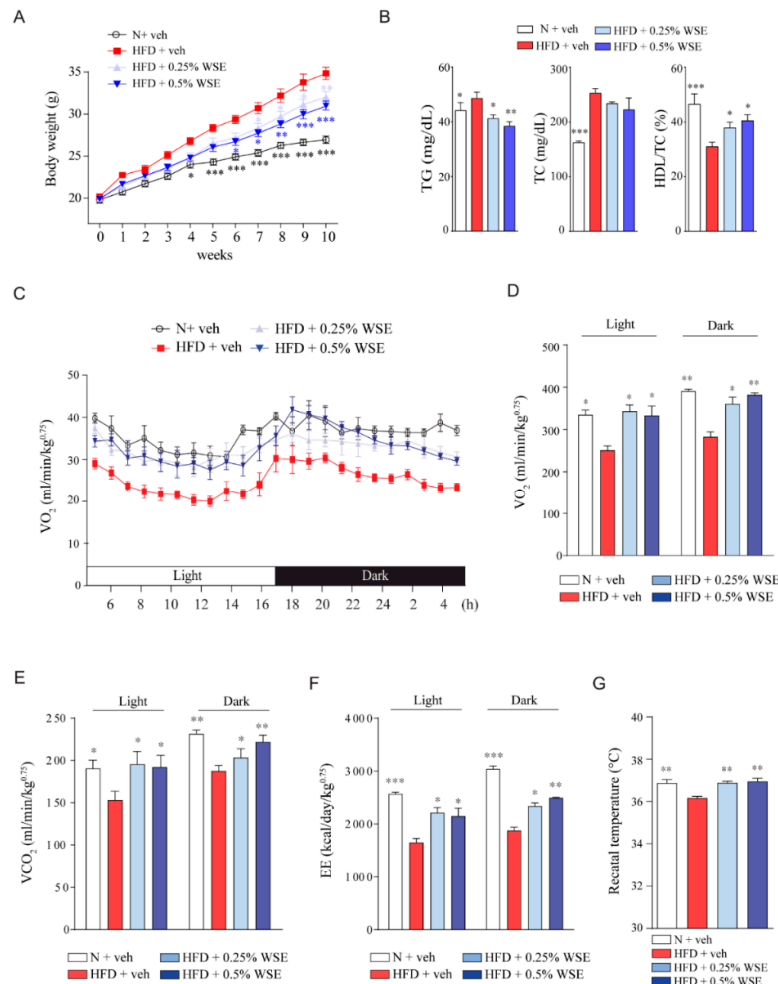 A
N+ veh
HFD + veh
HFD + 0.25% WSE
HFD + 0.5% WSE
Body weight (g)
35
30
25
20
** 
* * * **
* * ** *** ***
* *** *** *** *** *** ***
0 1 2 3 4 5 6 7 8 9 10
weeks
B
N + veh HFD + 0.25% WSE
HFD + veh HFD + 0.5% WSE
TG (mg/dL)
60
40
20
0
* * **
TC (mg/dL)
300
200
100
0
***
HDL/TC (%)
60
40
20
0
*** * *
C
N+ veh HFD + 0.25% WSE
HFD + veh HFD + 0.5% WSE
VO2 (ml/min/kg0.75)
50
40
30
20
10
0
Light Dark
6 8 10 12 14 16 18 20 22 24 2 4 (h)
D
Light Dark
VO2 (ml/min/kg0.75)
500
400
300
200
100
0
* * * ** * **
N + veh HFD + 0.25% WSE
HFD + veh HFD + 0.5% WSE
E
Light Dark
VCO2 (ml/min/kg0.75)
250
200
150
100
50
0
* * * ** * **
N + veh HFD + 0.25% WSE
HFD + veh HFD + 0.5% WSE
F
Light Dark
EE (kcal/day/kg0.75)
4000
3000
2000
1000
0
*** * * *** * **
N + veh HFD + 0.25% WSE
HFD + veh HFD + 0.5% WSE
G
Recatal temperature (°C)
40
38
36
32
30
** ** **
N + veh
HFD + veh
HFD + 0.25% WSE
HFD + 0.5% WSE